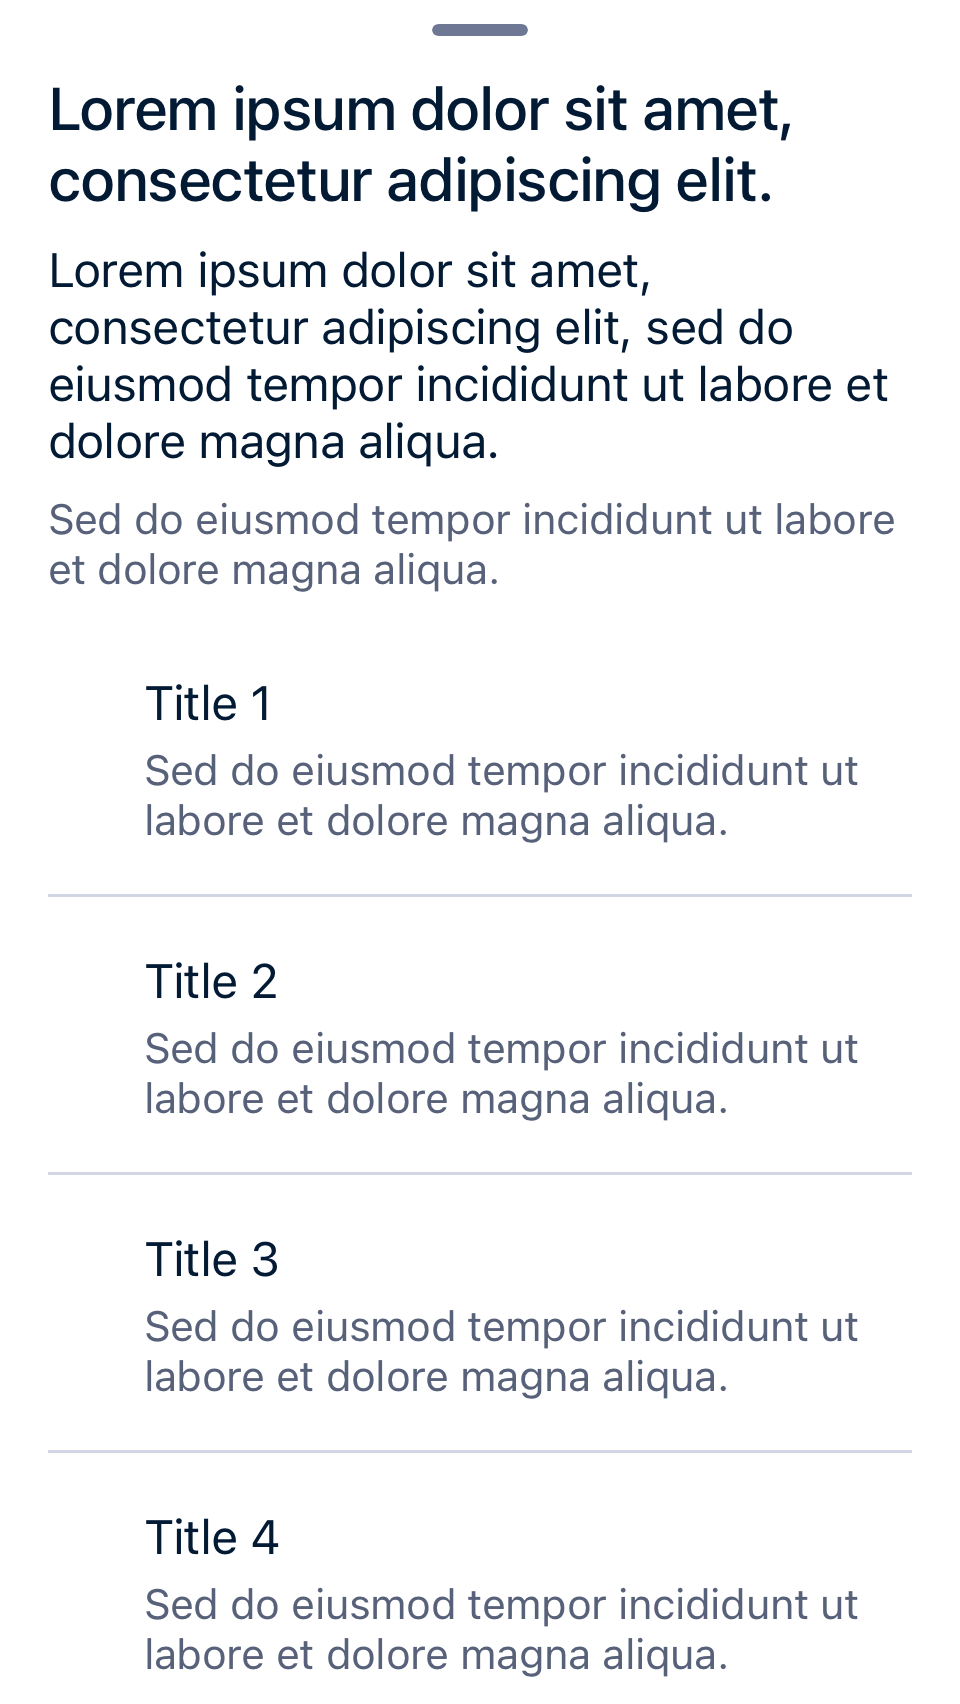 Lorem ipsum dolor sit amet,
consectetur adipiscing elit.
Lorem ipsum dolor sit amet,
consectetur adipiscing elit, sed do
eiusmod tempor incididunt ut labore et
dolore magna aliqua.
Sed do eiusmod tempor incididunt ut labore
et dolore magna aliqua.
Title 1
Sed do eiusmod tempor incididunt ut
labore et dolore magna aliqua.
Title 2
Sed do eiusmod tempor incididunt ut
labore et dolore magna aliqua.
Title 3
Sed do eiusmod tempor incididunt ut
labore et dolore magna aliqua.
Title 4
Sed do eiusmod tempor incididunt ut
labore et dolore magna aliqua.